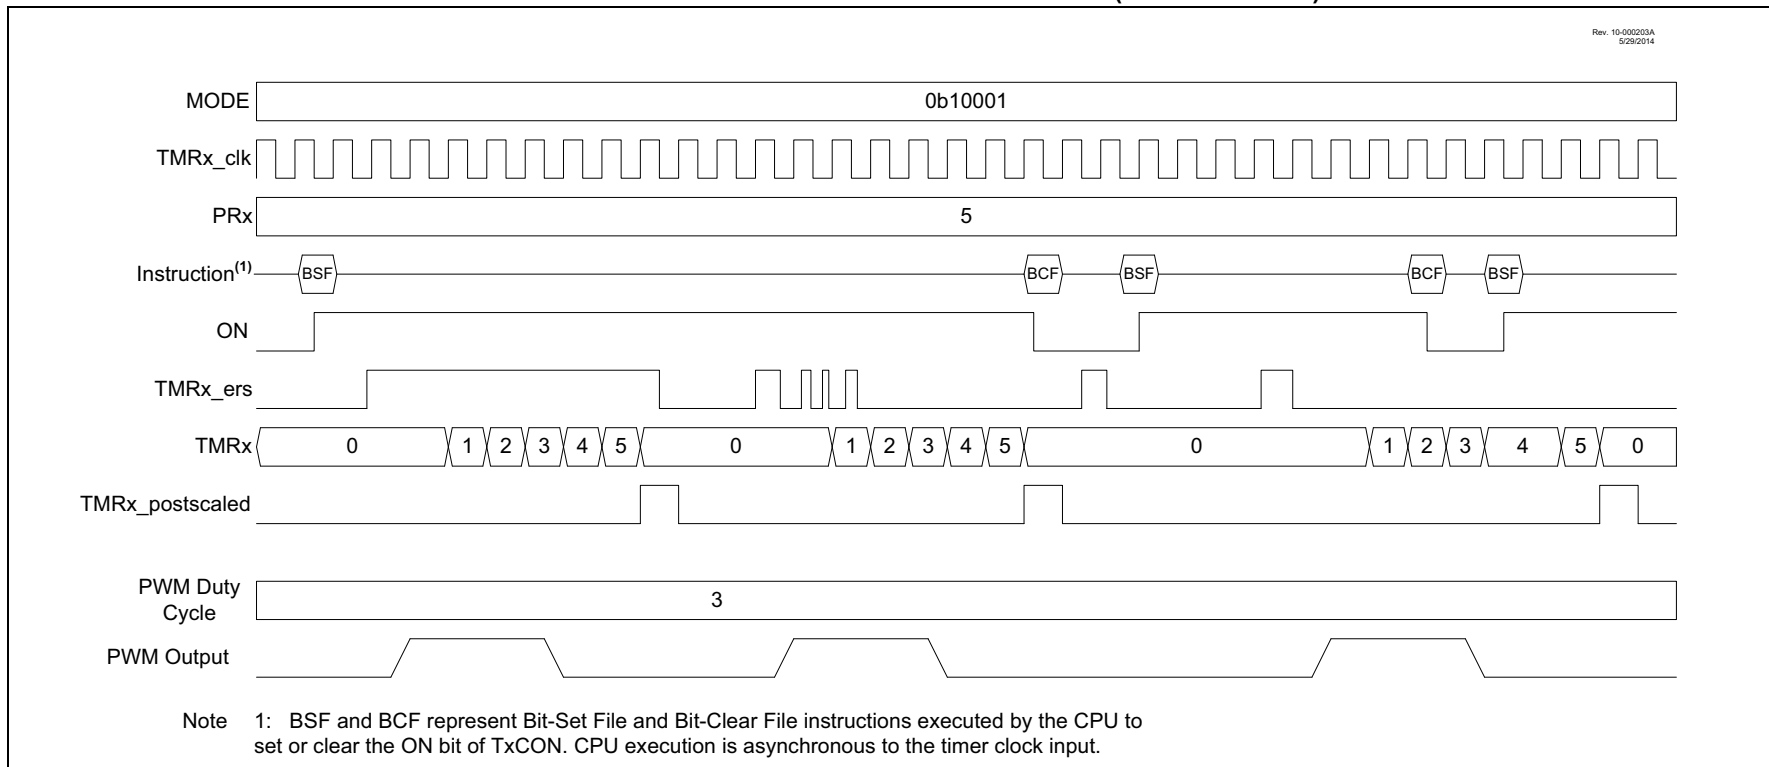 Rev. 10-000203A
5/29/2014
MODE 0b10001
TMRx_clk
PRx 5
Instruction(1) BSF BCF BSF BCF BSF
ON
TMRx_ers
TMRx 0 1 2 3 4 5 0 1 2 3 4 5 0 1 2 3 4 5 0
TMRx_postscaled
PWM Duty
Cycle 3
PWM Output
Note 1: BSF and BCF represent Bit-Set File and Bit-Clear File instructions executed by the CPU to
set or clear the ON bit of TxCON. CPU execution is asynchronous to the timer clock input.